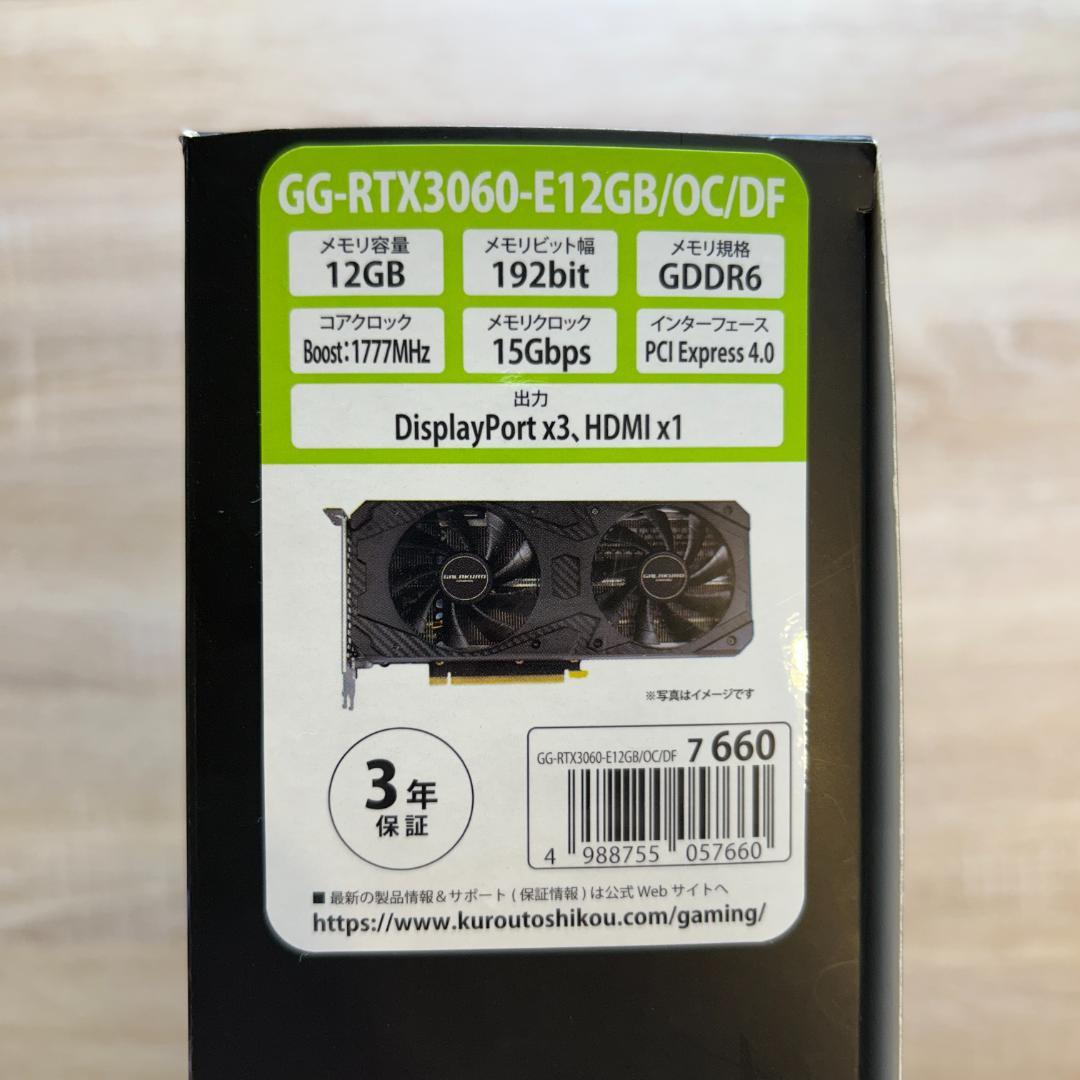 GG-RTX3060-E12GB/OC/DF
メモリ容量
12GB
メモリビット幅
192bit
メモリ規格
GDDR6
コアクロック
Boost:1777MHz
メモリクロック
15Gbps
インターフェース
PCI Express 4.0
出力
DisplayPort x3、HDMI x1
GALAKURO
GALAKURO
※写真はイメージです
3年
保証
GG-RTX3060-E12GB/OC/DF 7 660
4 988755 057660
■ 最新の製品情報&サポート ( 保証情報 ) は公式 Web サイトへ
https://www.kuroutoshikou.com/gaming/